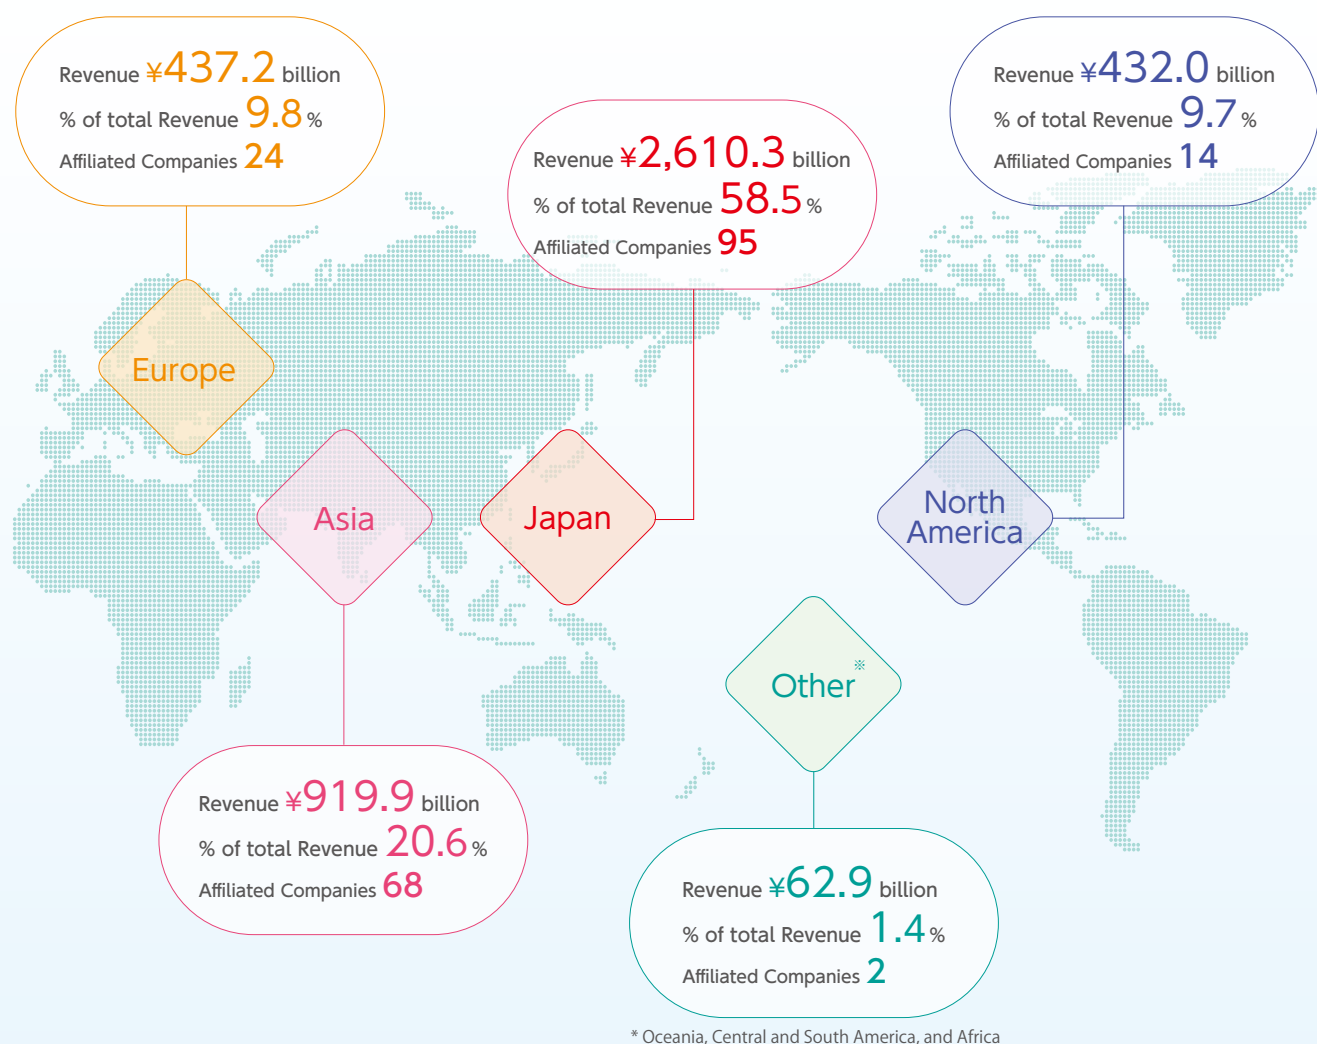 Revenue ¥437.2 billion
% of total Revenue 9.8 %
Affiliated Companies 24
Revenue ¥2,610.3 billion
% of total Revenue 58.5 %
Affiliated Companies 95
Revenue ¥432.0 billion
% of total Revenue 9.7 %
Affiliated Companies 14
Europe
Asia
Japan
North
America
Other※
Revenue ¥919.9 billion
% of total Revenue 20.6 %
Affiliated Companies 68
Revenue ¥62.9 billion
% of total Revenue 1.4 %
Affiliated Companies 2
* Oceania, Central and South America, and Africa